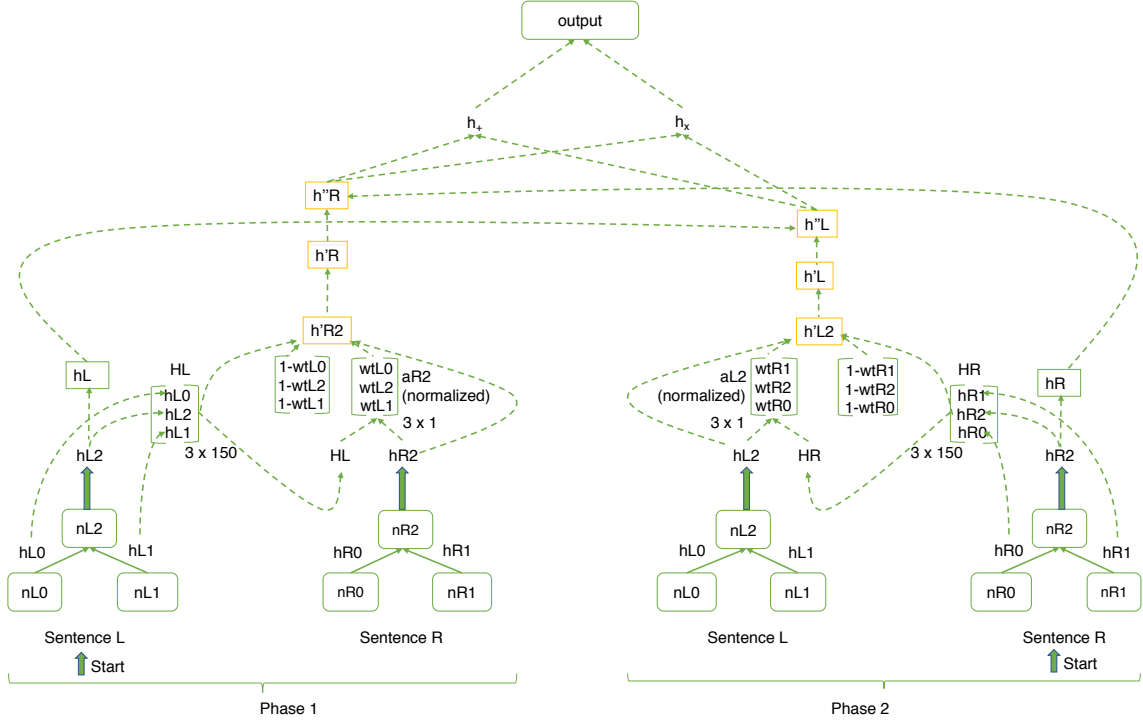 output
h+
hx
h''R
h''L
h'R
h'L
h'R2
h'L2
hL
HL
hL0
hL2
hL1
3 x 150
1-wtL0
1-wtL2
1-wtL1
wtL0
wtL2
wtL1
aR2
(normalized)
3 x 1
aL2
(normalized)
3 x 1
wtR1
wtR2
wtR0
1-wtR1
1-wtR2
1-wtR0
HR
hR1
hR2
hR0
3 x 150
hR
hL2
HL
hR2
hL2
HR
hR2
nL2
nR2
nL2
nR2
hL0
hL1
hR0
hR1
hL0
hL1
hR0
hR1
nL0
nL1
nR0
nR1
nL0
nL1
nR0
nR1
Sentence L
Sentence R
Sentence L
Sentence R
Start
Start
Phase 1
Phase 2